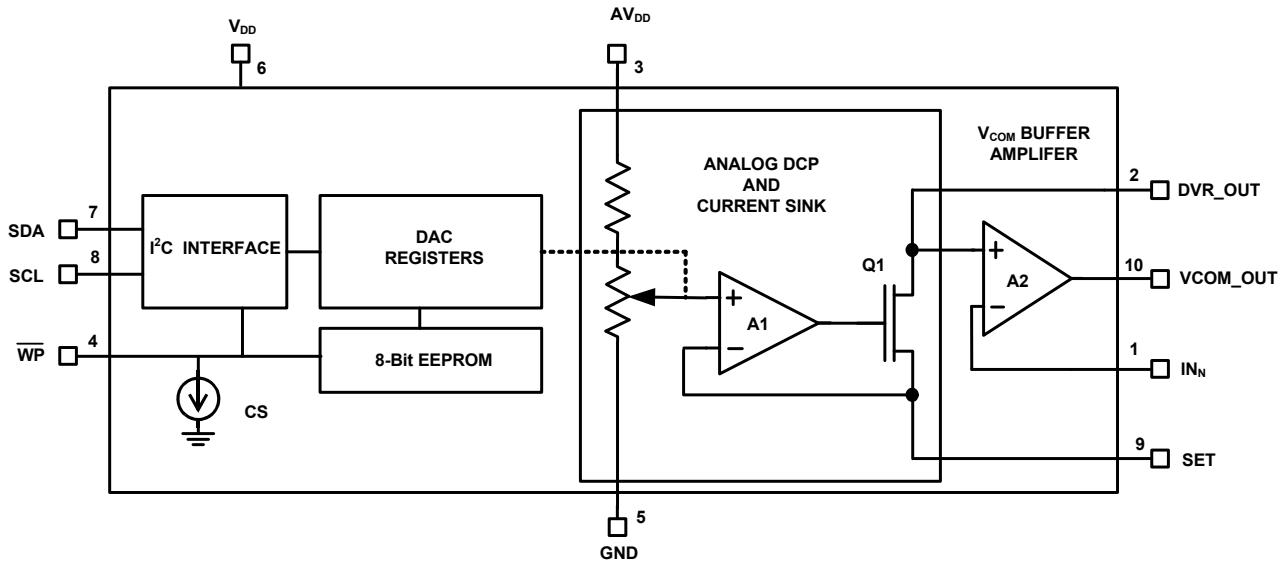 V_DD
6
AV_DD
3
ANALOG DCP
AND
CURRENT SINK
V_COM BUFFER
AMPLIFER
2
DVR_OUT
SDA
7
SCL
8
I²C INTERFACE
DAC
REGISTERS
Q1
+
A1
−
+
A2
−
10
VCOM_OUT
W̅P̅
4
8-Bit EEPROM
CS
1
IN_N
9
SET
5
GND